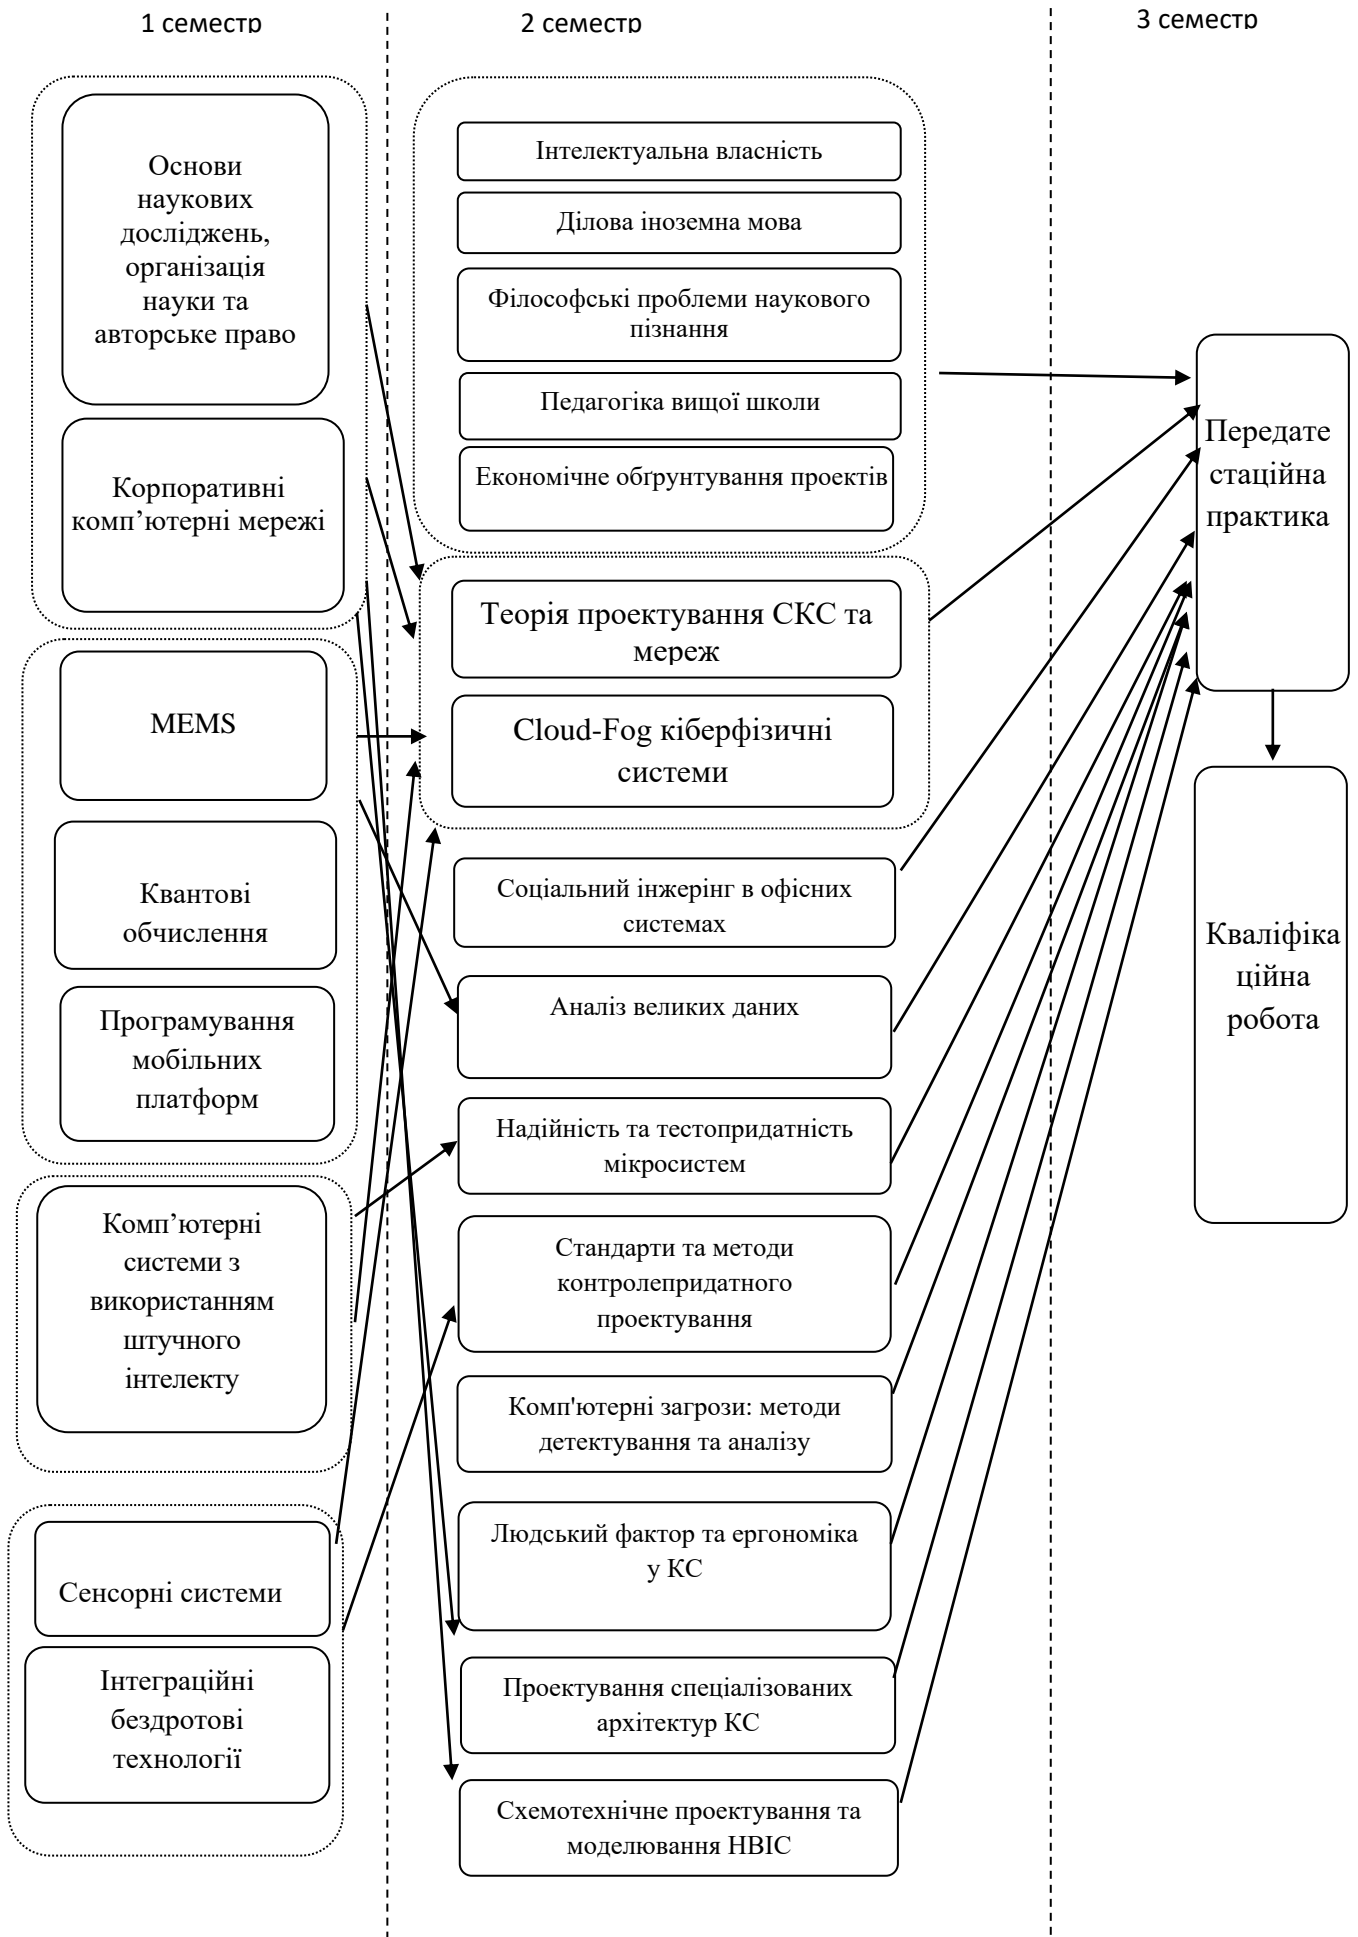 1 семестр
2 семестр
3 семестр
Основи
наукових
досліджень,
організація
науки та
авторське право
Корпоративні
комп’ютерні мережі
MEMS
Квантові
обчислення
Програмування
мобільних
платформ
Комп’ютерні
системи з
використанням
штучного
інтелекту
Сенсорні системи
Інтеграційні
бездротові
технології
Інтелектуальна власність
Ділова іноземна мова
Філософські проблеми наукового
пізнання
Педагогіка вищої школи
Економічне обґрунтування проектів
Теорія проектування СКС та
мереж
Cloud-Fog кіберфізичні
системи
Соціальний інжерінг в офісних
системах
Аналіз великих даних
Надійність та тестопридатність
мікросистем
Стандарти та методи
контролепридатного
проектування
Комп'ютерні загрози: методи
детектування та аналізу
Людський фактор та ергономіка
у КС
Проектування спеціалізованих
архітектур КС
Схемотехнічне проектування та
моделювання НВІС
Передате
стаційна
практика
Кваліфіка
ційна
робота